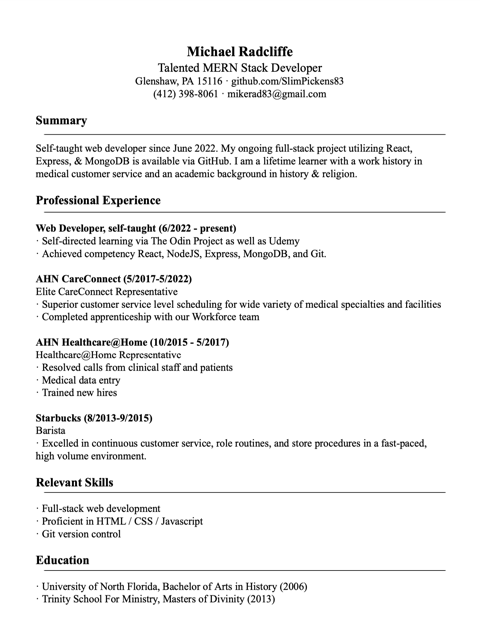 Michael Radcliffe
Talented MERN Stack Developer
Glenshaw, PA 15116 · github.com/SlimPickens83
(412) 398-8061 · mikerad83@gmail.com
Summary
Self-taught web developer since June 2022. My ongoing full-stack project utilizing React,
Express, & MongoDB is available via GitHub. I am a lifetime learner with a work history in
medical customer service and an academic background in history & religion.
Professional Experience
Web Developer, self-taught (6/2022 - present)
· Self-directed learning via The Odin Project as well as Udemy
· Achieved competency React, NodeJS, Express, MongoDB, and Git.
AHN CareConnect (5/2017-5/2022)
Elite CareConnect Representative
· Superior customer service level scheduling for wide variety of medical specialties and facilities
· Completed apprenticeship with our Workforce team
AHN Healthcare@Home (10/2015 - 5/2017)
Healthcare@Home Representative
· Resolved calls from clinical staff and patients
· Medical data entry
· Trained new hires
Starbucks (8/2013-9/2015)
Barista
· Excelled in continuous customer service, role routines, and store procedures in a fast-paced,
high volume environment.
Relevant Skills
· Full-stack web development
· Proficient in HTML / CSS / Javascript
· Git version control
Education
· University of North Florida, Bachelor of Arts in History (2006)
· Trinity School For Ministry, Masters of Divinity (2013)